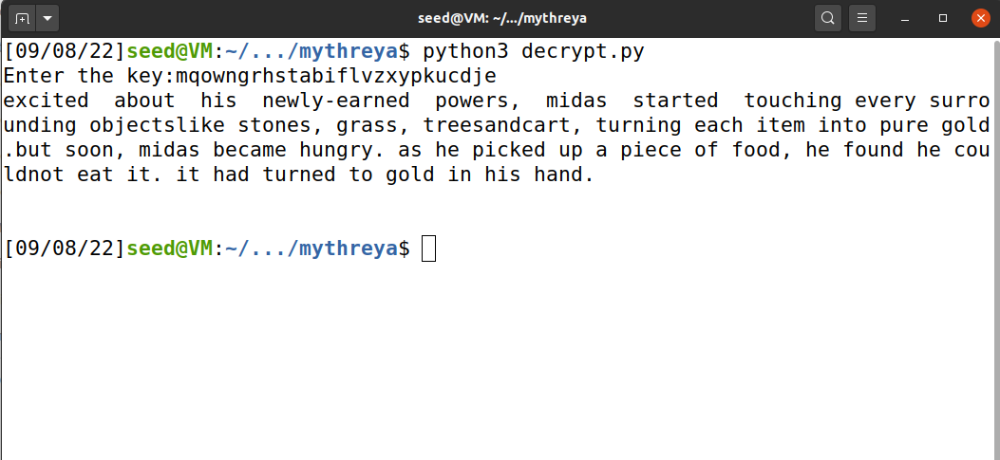 seed@VM: ~/.../mythreya
[09/08/22]seed@VM:~/.../mythreya$ python3 decrypt.py
Enter the key:mqowngrhstabiflvzxypkucdje
excited  about  his  newly-earned  powers,  midas  started  touching every surro
unding objectslike stones, grass, treesandcart, turning each item into pure gold
.but soon, midas became hungry. as he picked up a piece of food, he found he cou
ldnot eat it. it had turned to gold in his hand.
[09/08/22]seed@VM:~/.../mythreya$